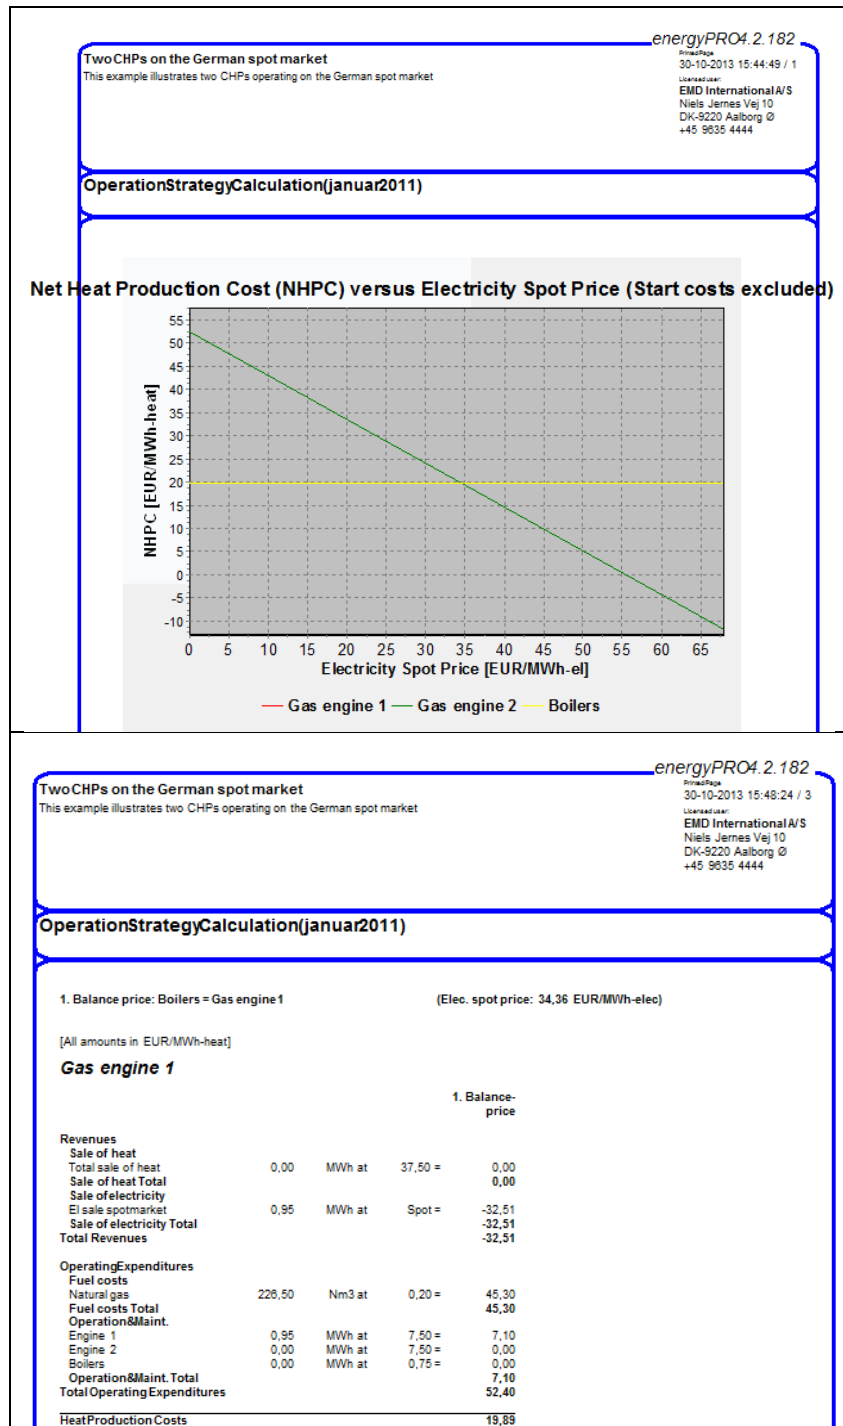 energyPRO4.2.182
TwoCHPs on the German spot market
Printed/Page
This example illustrates two CHPs operating on the German spot market
30-10-2013 15:44:49 / 1
Licensed user:
EMD International A/S
Niels Jernes Vej 10
DK-9220 Aalborg Ø
+45 9635 4444
OperationStrategyCalculation(januar2011)
Net Heat Production Cost (NHPC) versus Electricity Spot Price (Start costs excluded)
NHPC [EUR/MWh-heat]
55
50
45
40
35
30
25
20
15
10
5
0
-5
-10
0 5 10 15 20 25 30 35 40 45 50 55 60 65
Electricity Spot Price [EUR/MWh-el]
Gas engine 1 Gas engine 2 Boilers
energyPRO4.2.182
TwoCHPs on the German spot market
Printed/Page
This example illustrates two CHPs operating on the German spot market
30-10-2013 15:48:24 / 3
Licensed user:
EMD International A/S
Niels Jernes Vej 10
DK-9220 Aalborg Ø
+45 9635 4444
OperationStrategyCalculation(januar2011)
1. Balance price: Boilers = Gas engine 1 (Elec. spot price: 34,36 EUR/MWh-elec)
[All amounts in EUR/MWh-heat]
Gas engine 1
1. Balance-
price
Revenues
Sale of heat
Total sale of heat 0,00 MWh at 37,50 = 0,00
Sale of heat Total 0,00
Sale of electricity
El sale spotmarket 0,95 MWh at Spot = -32,51
Sale of electricity Total -32,51
Total Revenues -32,51
OperatingExpenditures
Fuel costs
Natural gas 226,50 Nm3 at 0,20 = 45,30
Fuel costs Total 45,30
Operation&Maint.
Engine 1 0,95 MWh at 7,50 = 7,10
Engine 2 0,00 MWh at 7,50 = 0,00
Boilers 0,00 MWh at 0,75 = 0,00
Operation&Maint. Total 7,10
Total Operating Expenditures 52,40
HeatProduction Costs 19,89